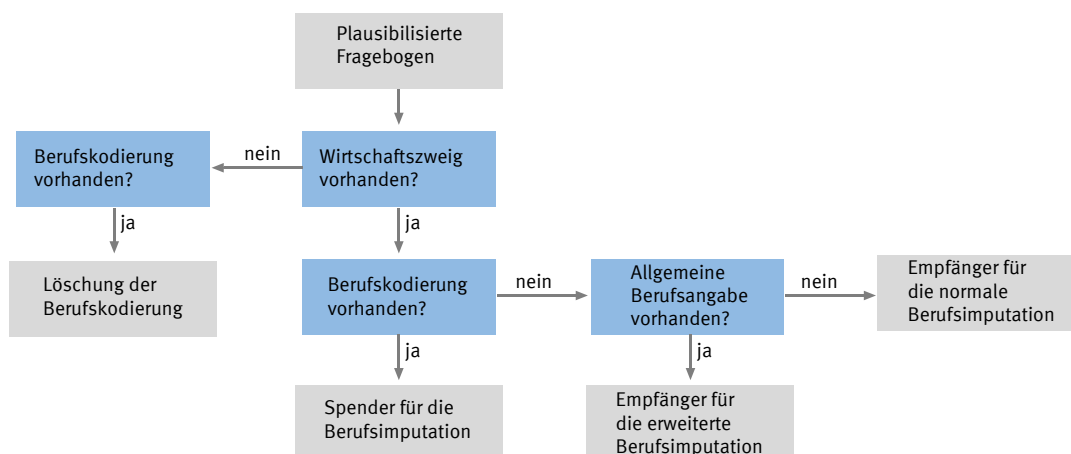 Plausibilisierte
Fragebogen
Berufskodierung
vorhanden?
nein
Wirtschaftszweig
vorhanden?
ja
ja
Löschung der
Berufskodierung
Berufskodierung
vorhanden?
nein
Allgemeine
Berufsangabe
vorhanden?
nein
Empfänger für
die normale
Berufsimputation
ja
ja
Spender für die
Berufsimputation
Empfänger für
die erweiterte
Berufsimputation